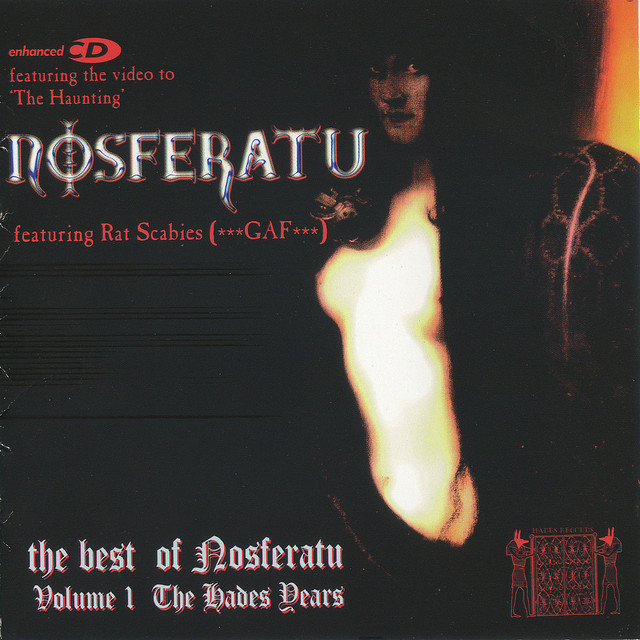 enhanced CD
featuring the video to
'The Haunting'
NOSFERATU
featuring Rat Scabies (***GAF***)
the best of Nosferatu
Volume 1 The Hades Years
HADES RECORDS